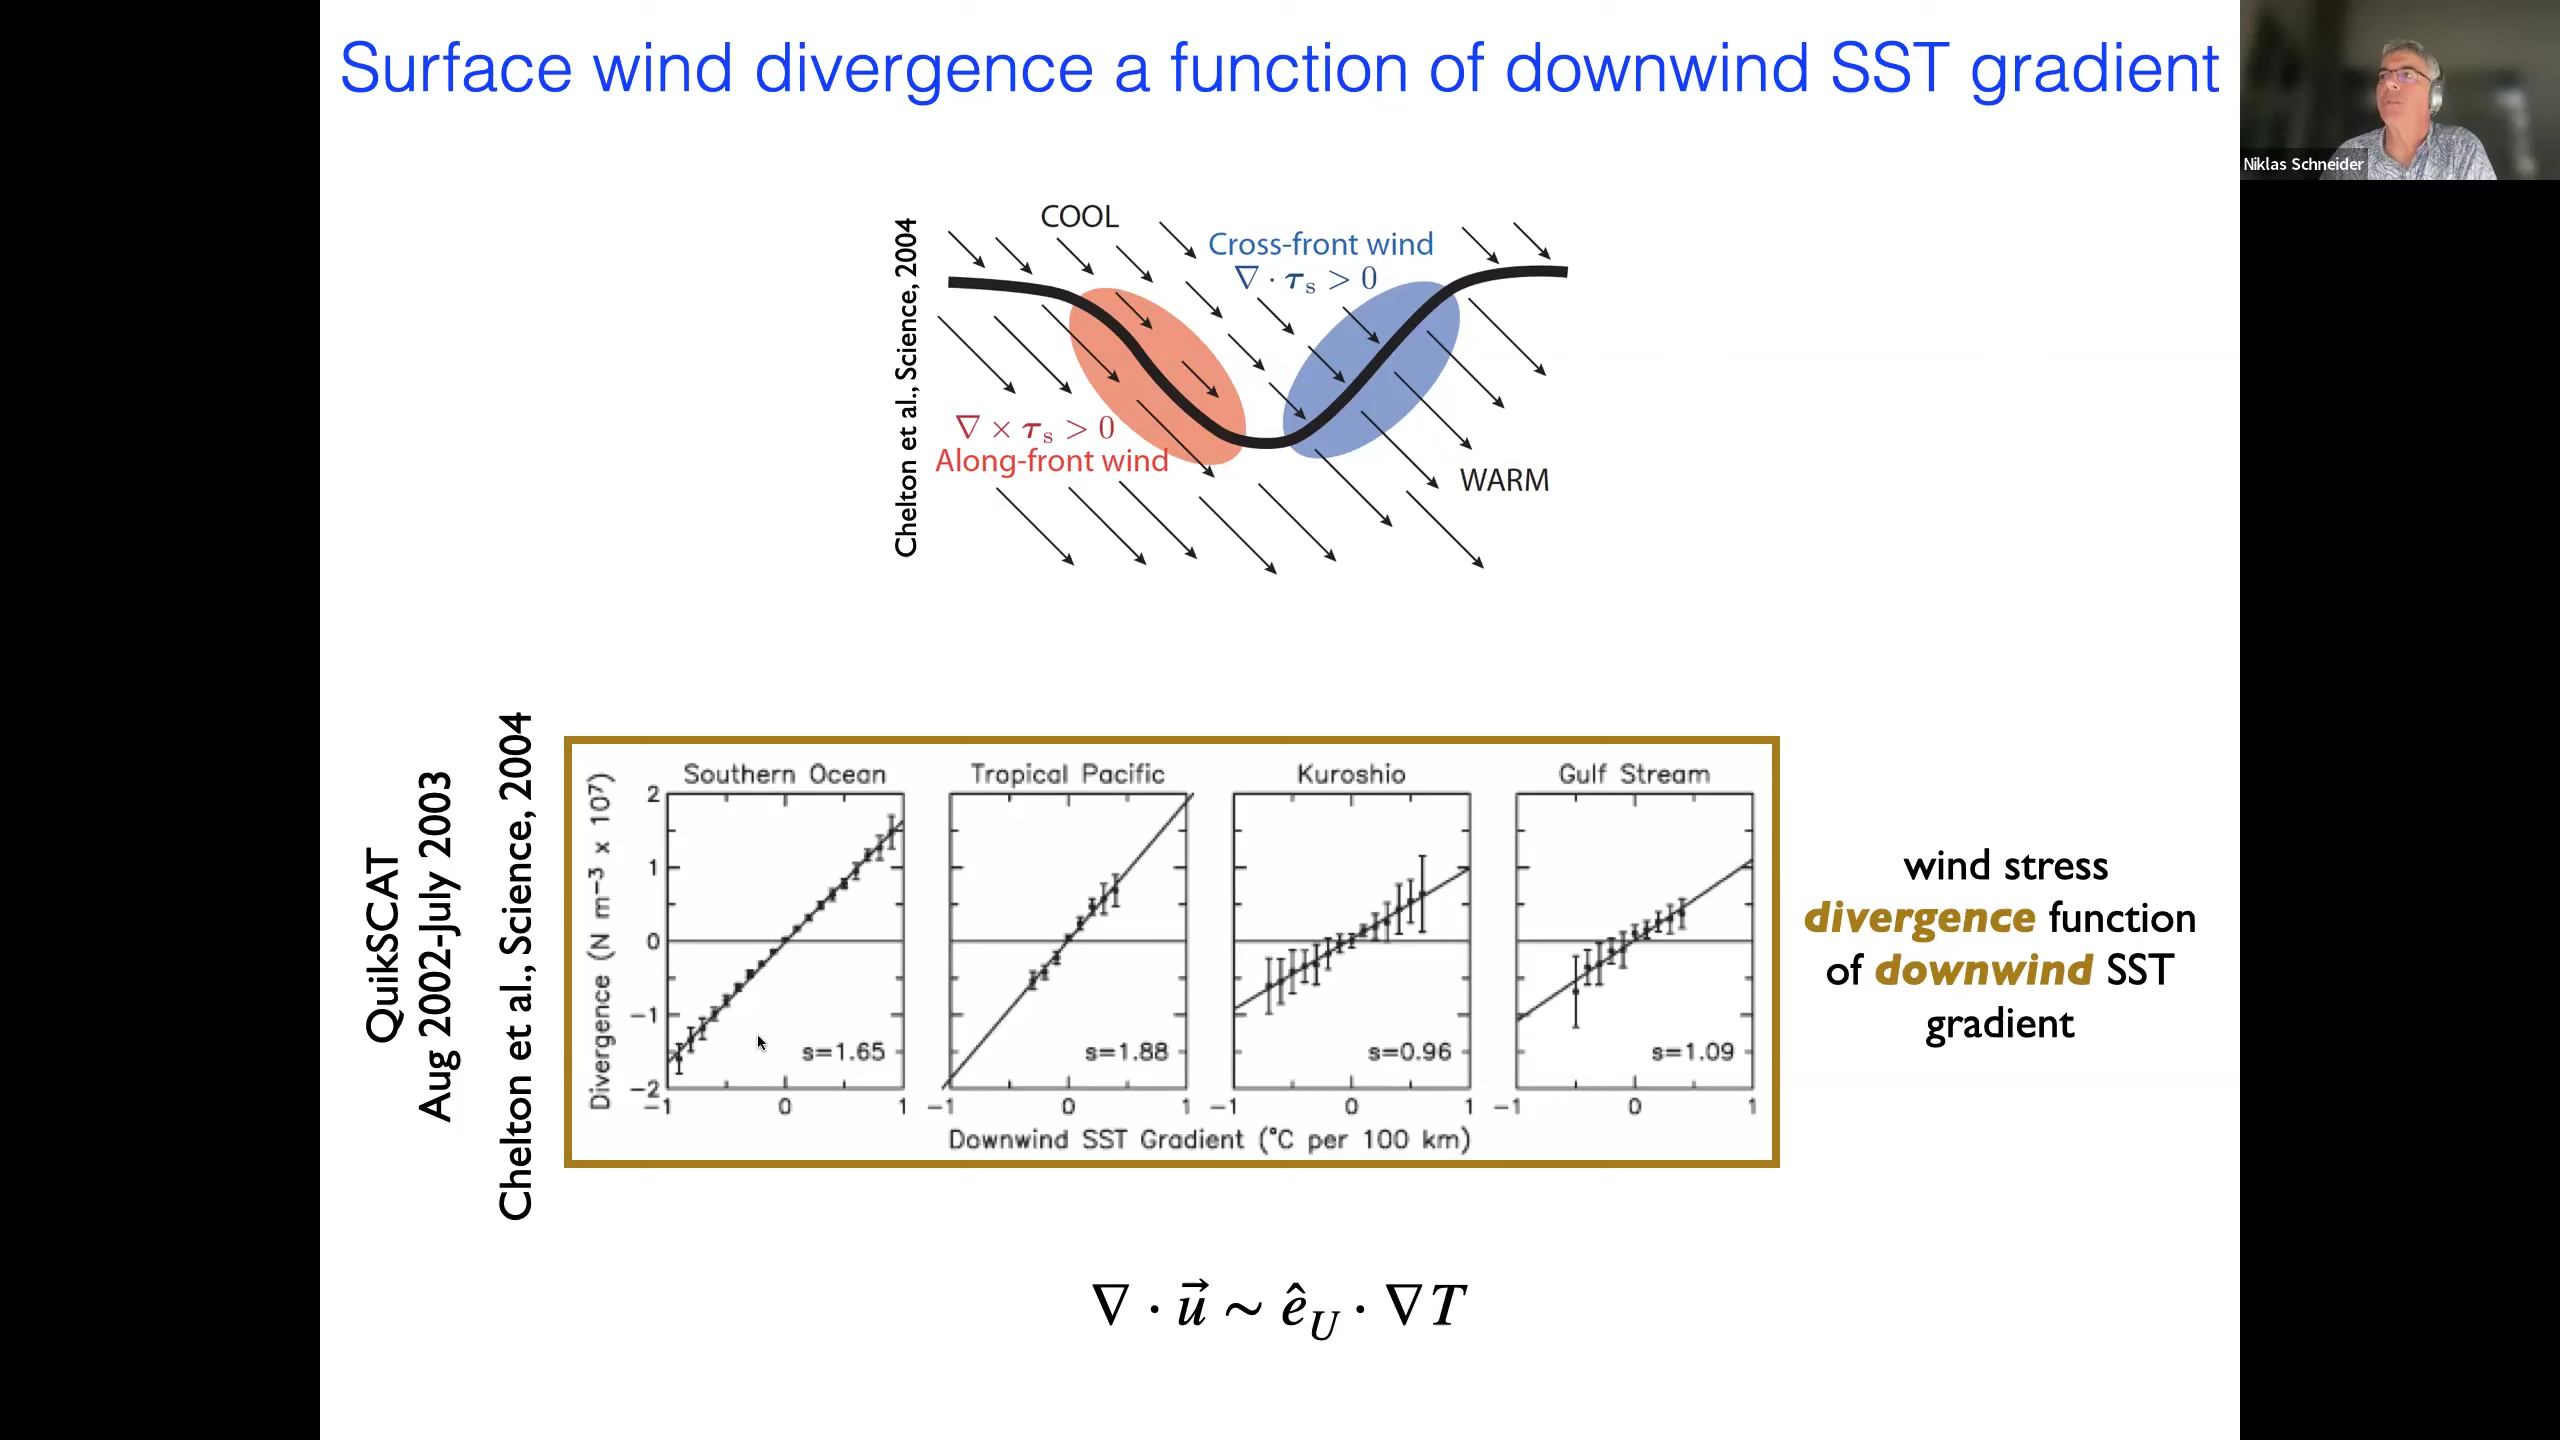 Surface wind divergence a function of downwind SST gradient
Niklas Schneider
Chelton et al., Science, 2004
COOL
Cross-front wind
∇ · τs > 0
∇ × τs > 0
Along-front wind
WARM
QuikSCAT
Aug 2002-July 2003
Chelton et al., Science, 2004
Divergence (N m−3 x 10⁷)
Southern Ocean
Tropical Pacific
Kuroshio
Gulf Stream
2
1
0
−1
−2
s=1.65
s=1.88
s=0.96
s=1.09
−1 0 1
−1 0 1
−1 0 1
−1 0 1
Downwind SST Gradient (°C per 100 km)
wind stress
divergence function
of downwind SST
gradient
∇ · u⃗ ~ ê_U · ∇T